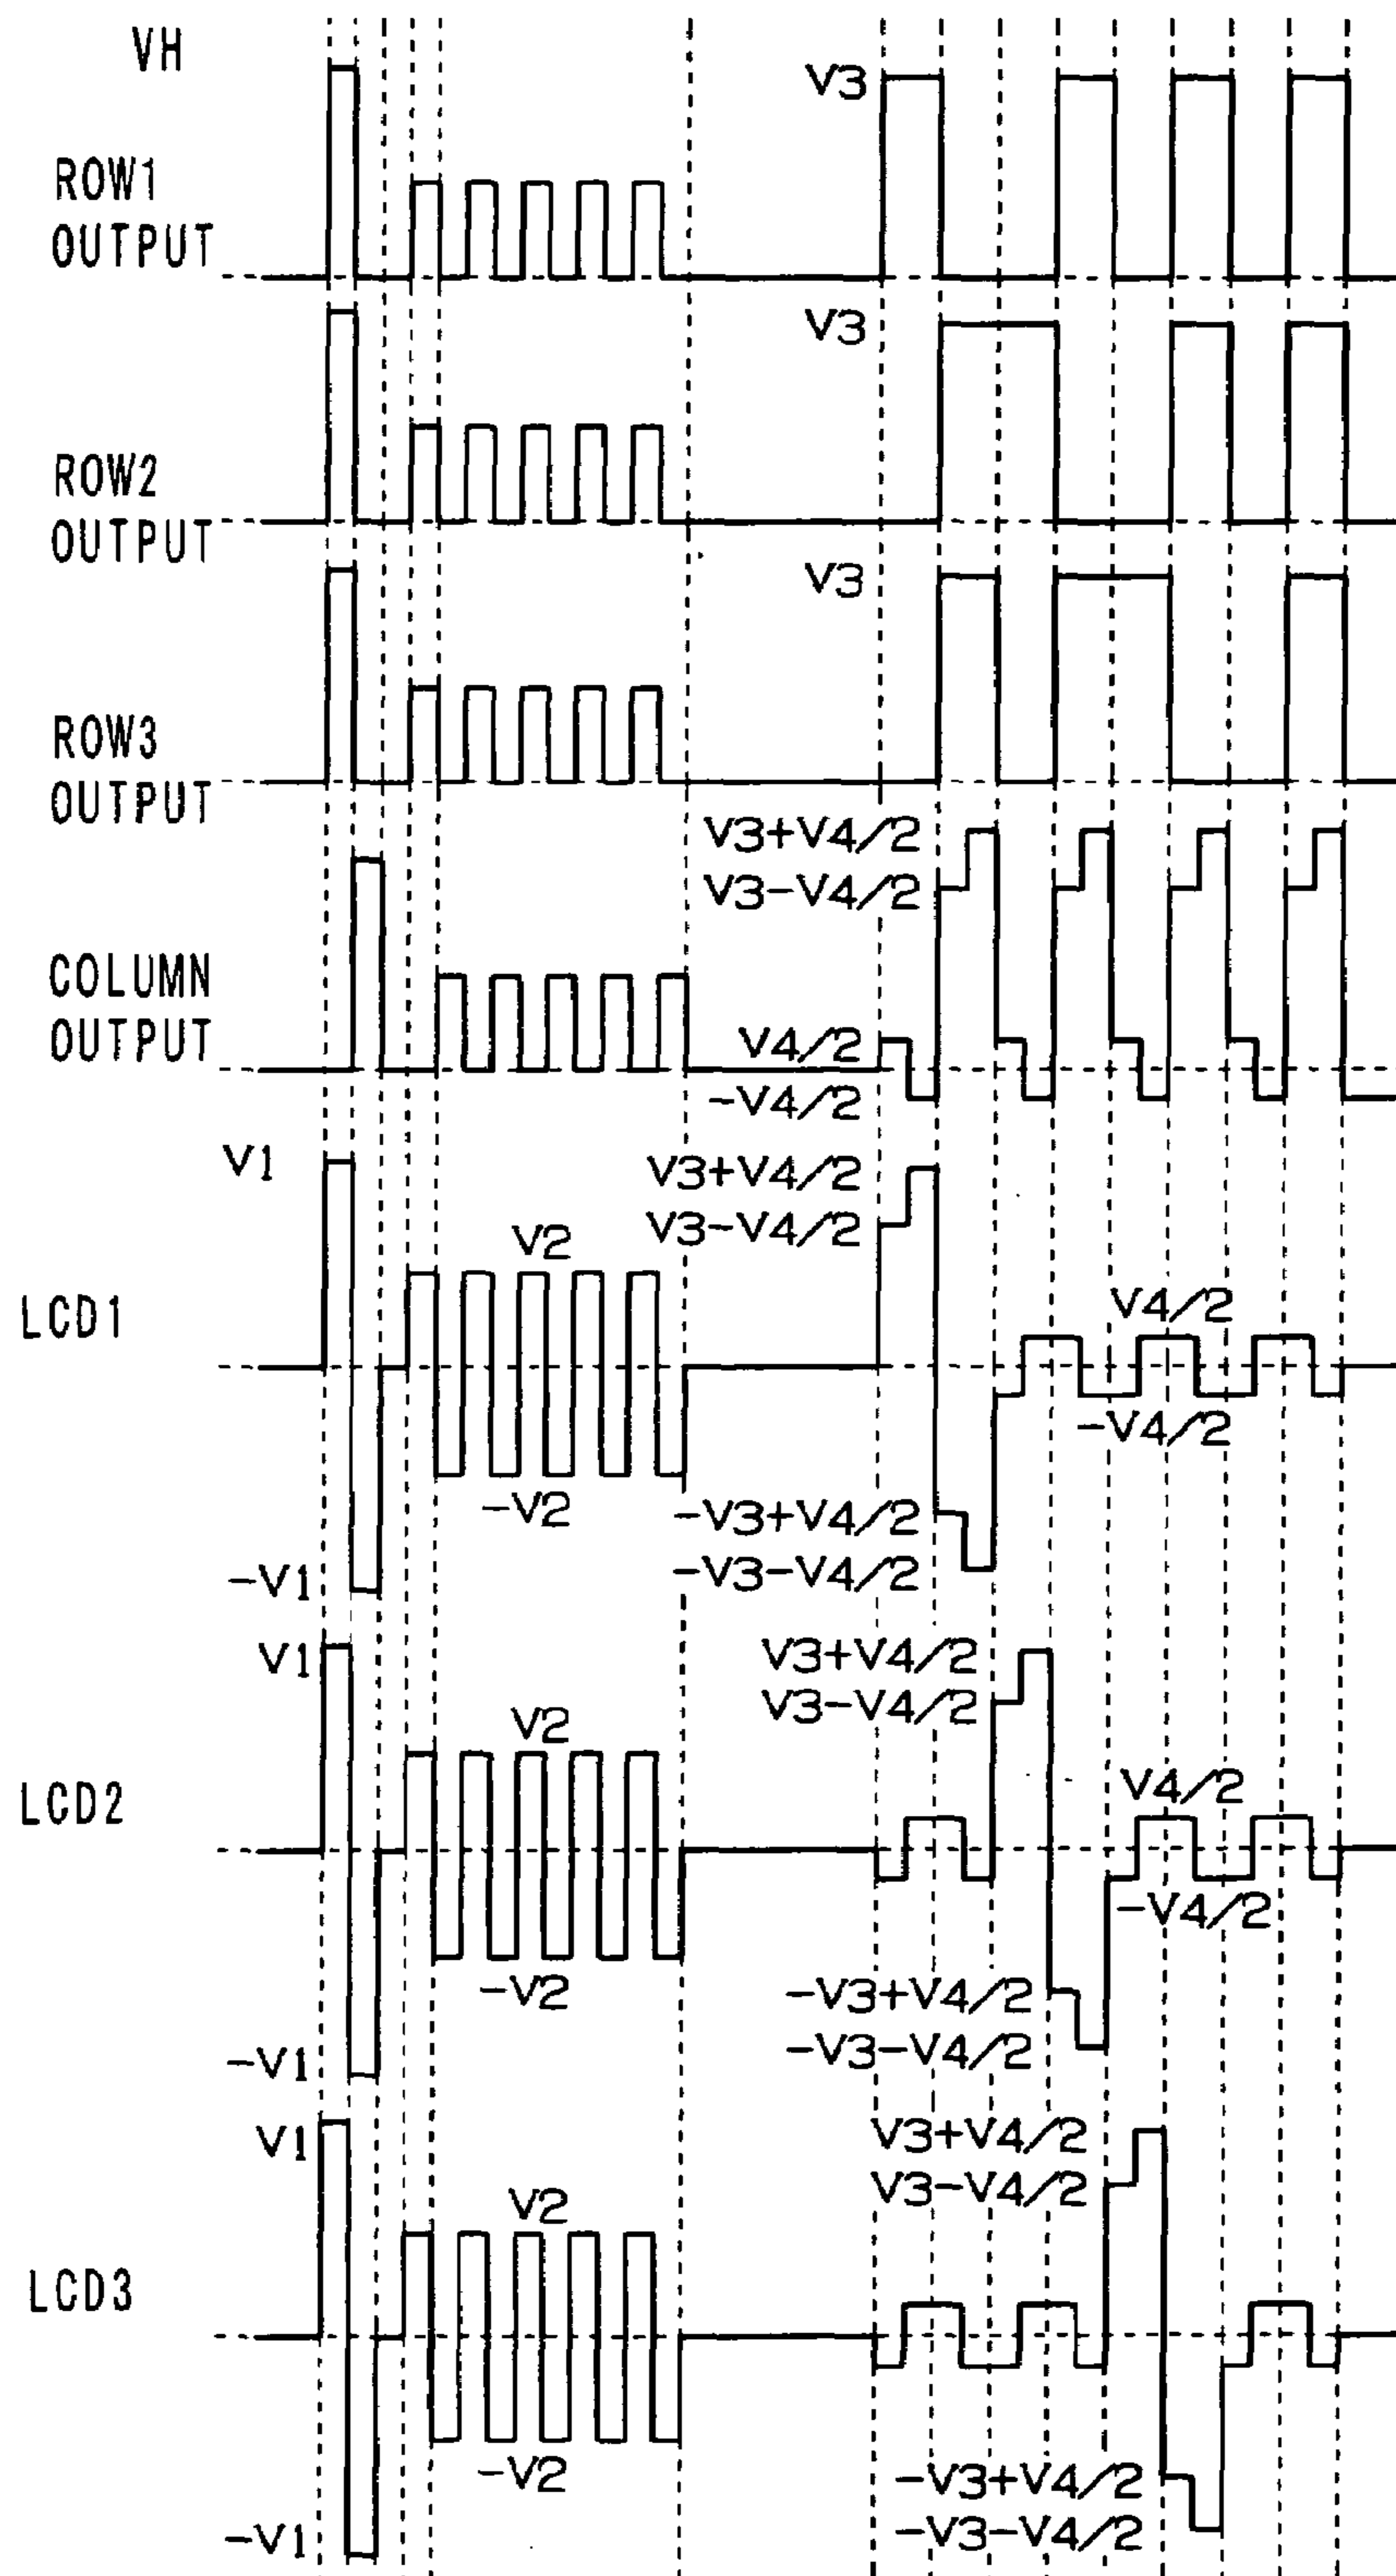 VH
V3
ROW1
OUTPUT
V3
ROW2
OUTPUT
V3
ROW3
OUTPUT
V3+V4/2
V3-V4/2
COLUMN
OUTPUT
V4/2
-V4/2
V1
V3+V4/2
V3-V4/2
V2
LCD1
V4/2
-V4/2
-V2
-V3+V4/2
-V3-V4/2
-V1
V1
V3+V4/2
V3-V4/2
V2
LCD2
V4/2
-V4/2
-V2
-V3+V4/2
-V3-V4/2
-V1
V1
V3+V4/2
V3-V4/2
V2
LCD3
-V2
-V3+V4/2
-V3-V4/2
-V1